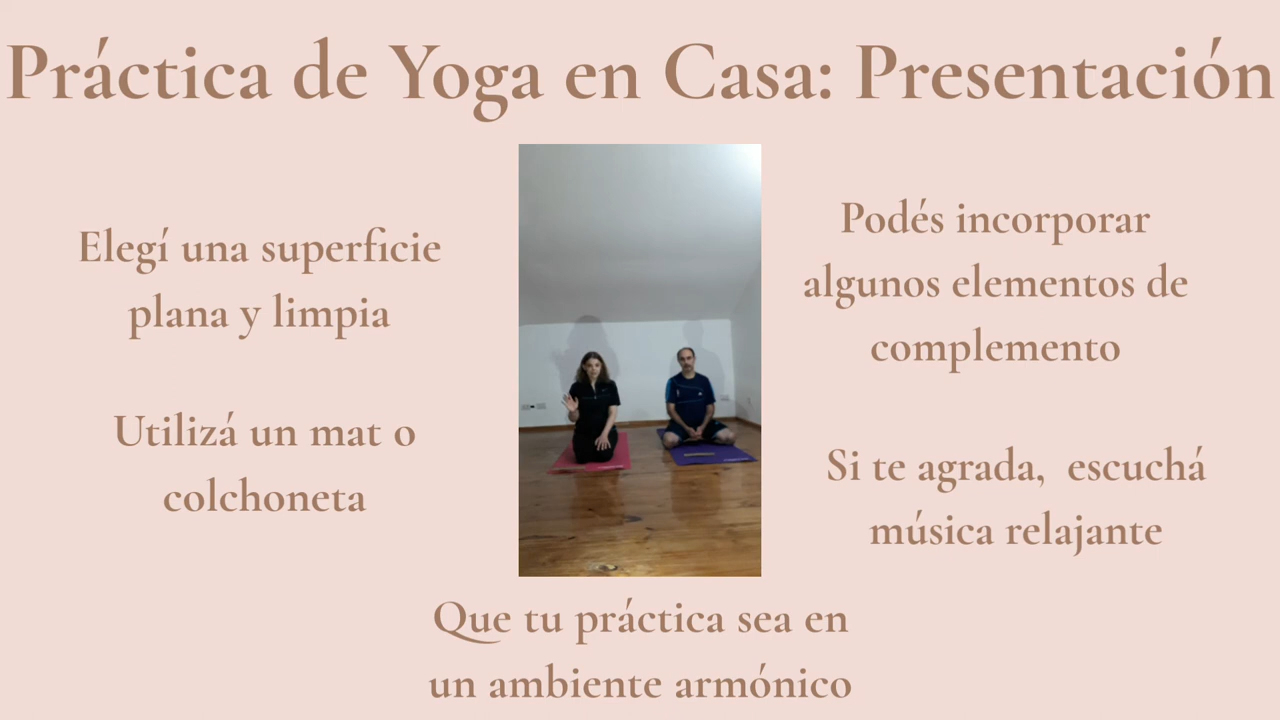 Práctica de Yoga en Casa: Presentación
Elegí una superficie
plana y limpia
Utilizá un mat o
colchoneta
Podés incorporar
algunos elementos de
complemento
Si te agrada,  escuchá
música relajante
Que tu práctica sea en
un ambiente armónico